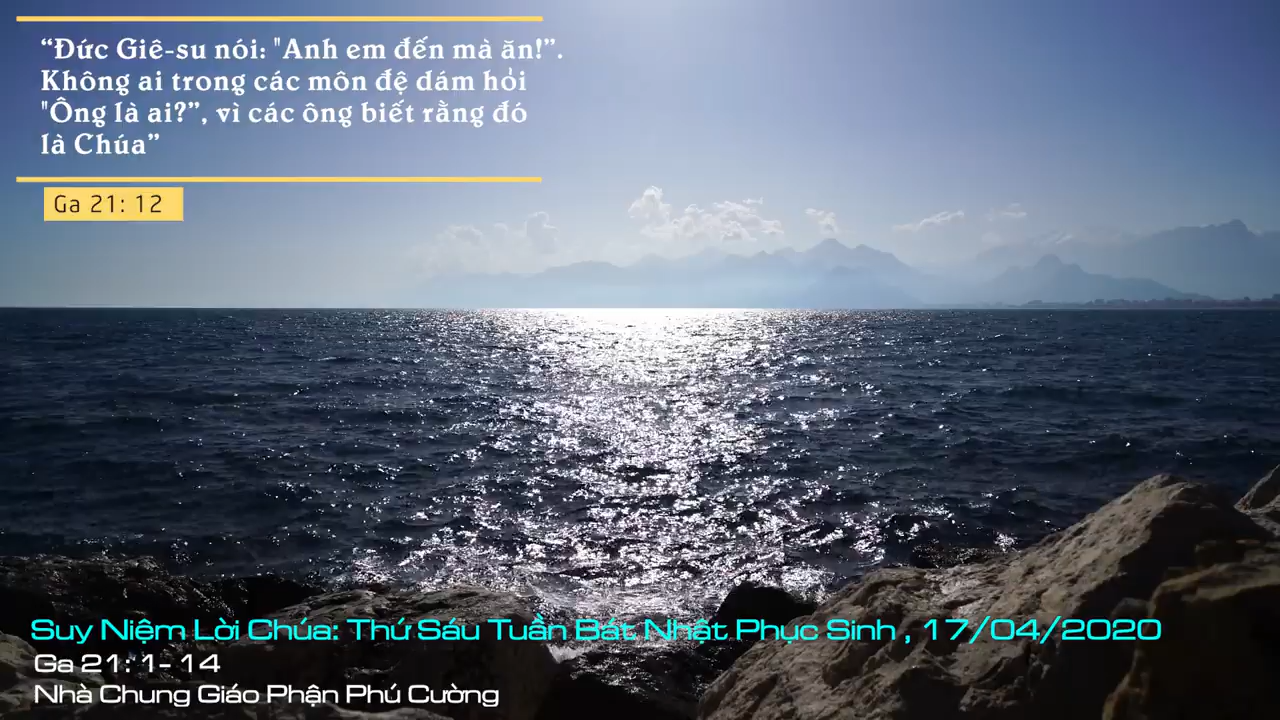 “Đức Giê-su nói: "Anh em đến mà ăn!”.
Không ai trong các môn đệ dám hỏi
"Ông là ai?”, vì các ông biết rằng đó
là Chúa”
Ga 21: 12
Suy Niệm Lời Chúa: Thứ Sáu Tuần Bát Nhật Phục Sinh , 17/04/2020
Ga 21: 1- 14
Nhà Chung Giáo Phận Phú Cường